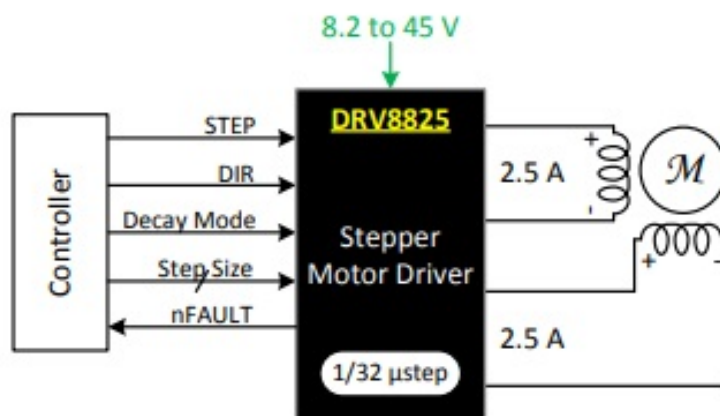 8.2 to 45 V
Controller
STEP
DIR
Decay Mode
Step Size
nFAULT
DRV8825
Stepper
Motor Driver
1/32 µstep
+
2.5 A
-
M
+ -
2.5 A